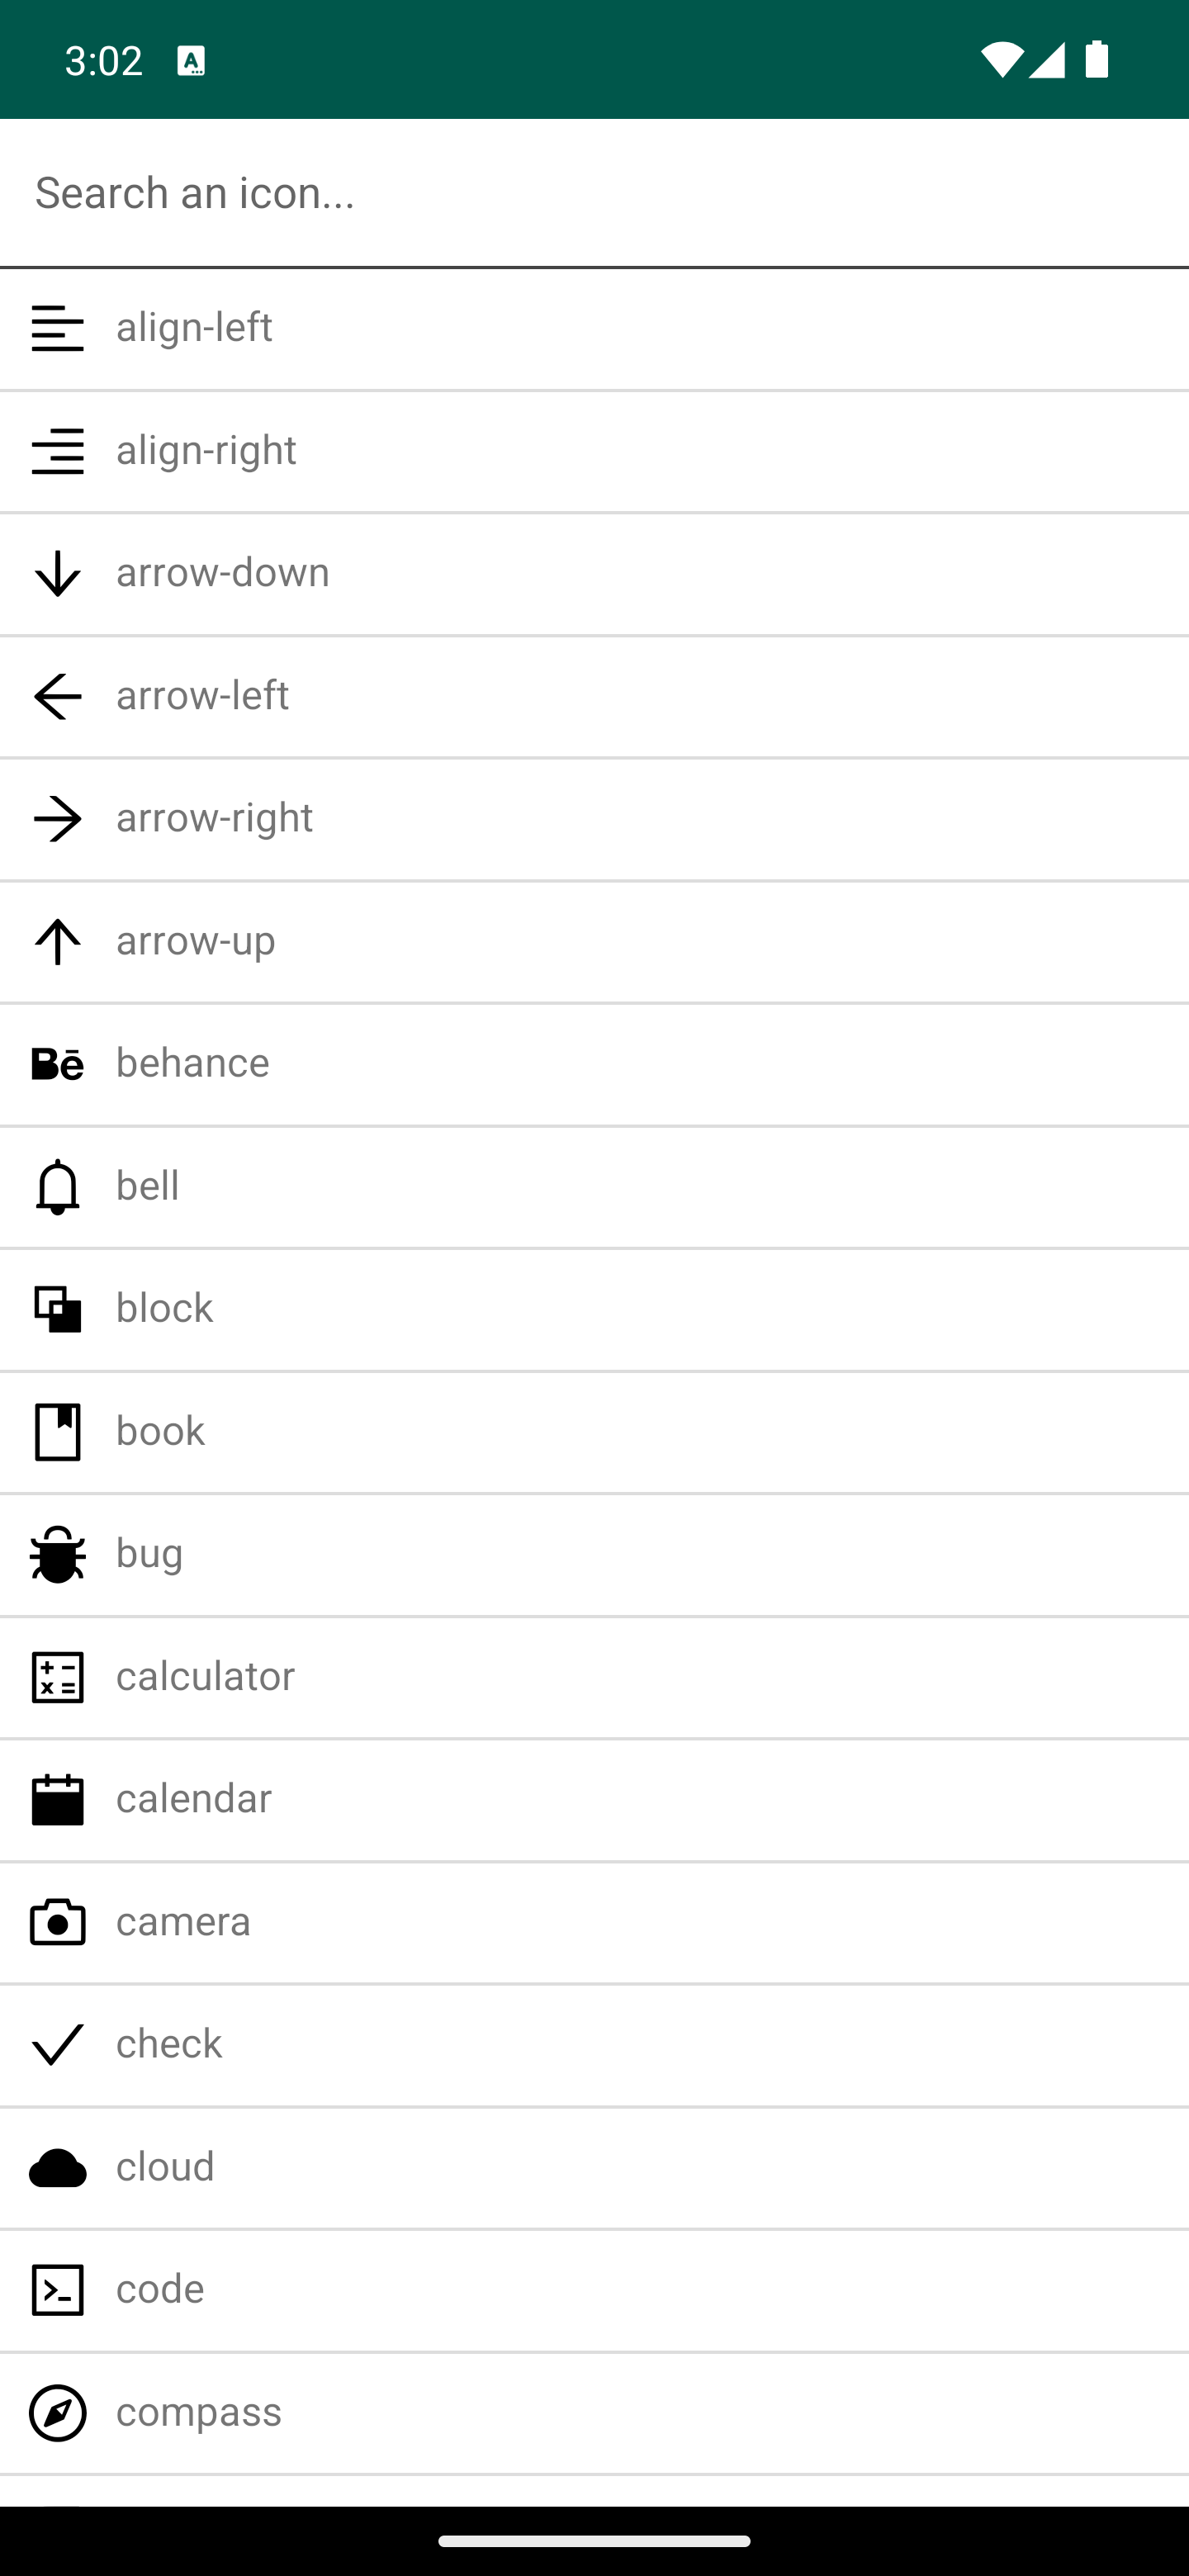 3:02
Search an icon...
align-left
align-right
arrow-down
arrow-left
arrow-right
arrow-up
Bē behance
bell
block
book
bug
calculator
calendar
camera
check
cloud
code
compass